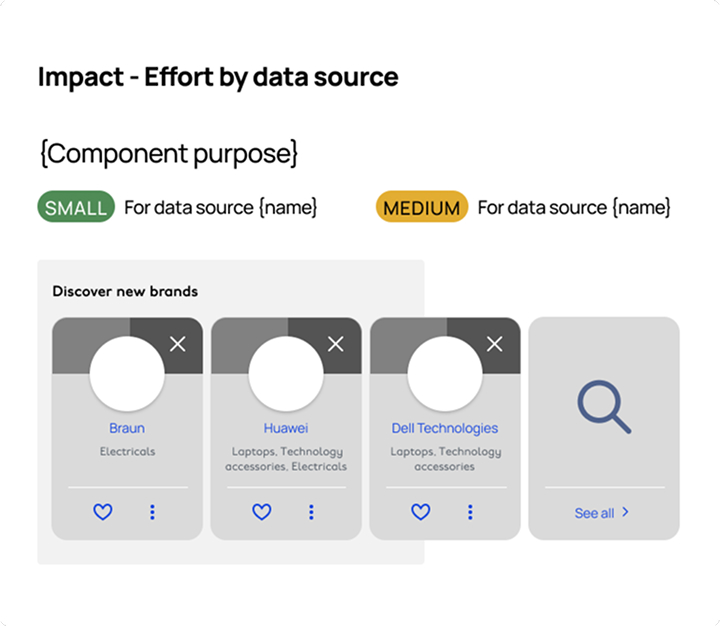 Impact - Effort by data source
{Component purpose}
SMALL For data source {name}
MEDIUM For data source {name}
Discover new brands
Braun
Electricals
Huawei
Laptops, Technology
accessories, Electricals
Dell Technologies
Laptops, Technology
accessories
See all